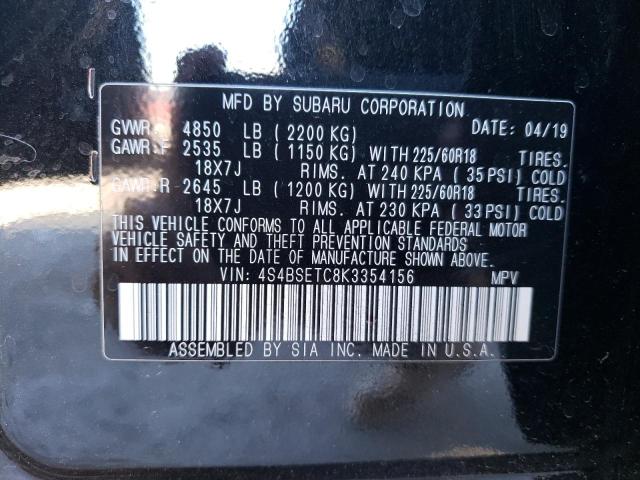 MFD BY SUBARU CORPORATION
GVWR: 4850 LB (2200 KG) DATE: 04/19
GAWR:F 2535 LB (1150 KG) WITH 225/60R18 TIRES.
18X7J RIMS. AT 240 KPA (35 PSI) COLD
GAWR:R 2645 LB (1200 KG) WITH 225/60R18 TIRES.
18X7J RIMS. AT 230 KPA (33 PSI) COLD
THIS VEHICLE CONFORMS TO ALL APPLICABLE FEDERAL MOTOR
VEHICLE SAFETY AND THEFT PREVENTION STANDARDS
IN EFFECT ON THE DATE OF MANUFACTURE SHOWN ABOVE.
VIN: 4S4BSETC8K3354156 MPV
ASSEMBLED BY SIA INC. MADE IN U.S.A.